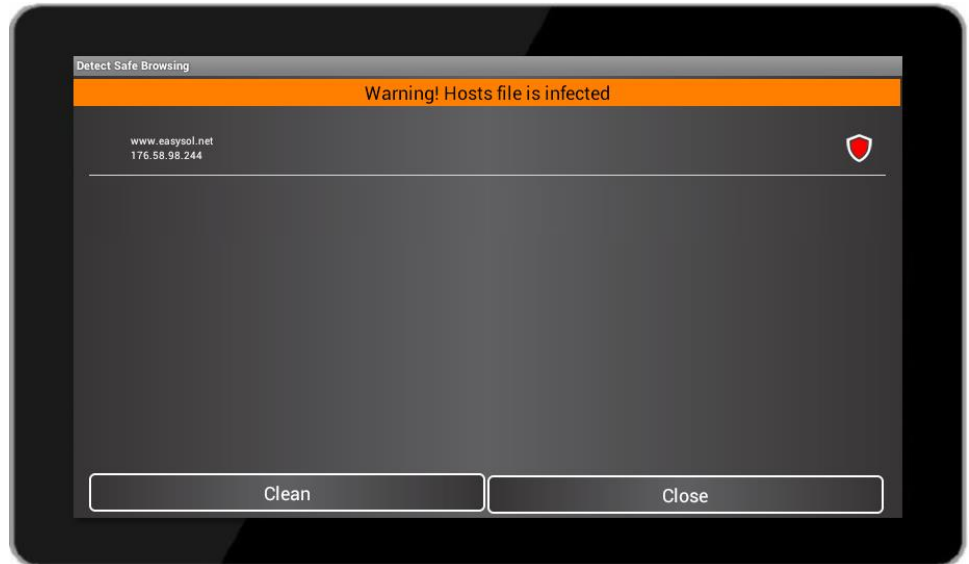 Detect Safe Browsing
Warning! Hosts file is infected
www.easysol.net
176.58.98.244
Clean
Close